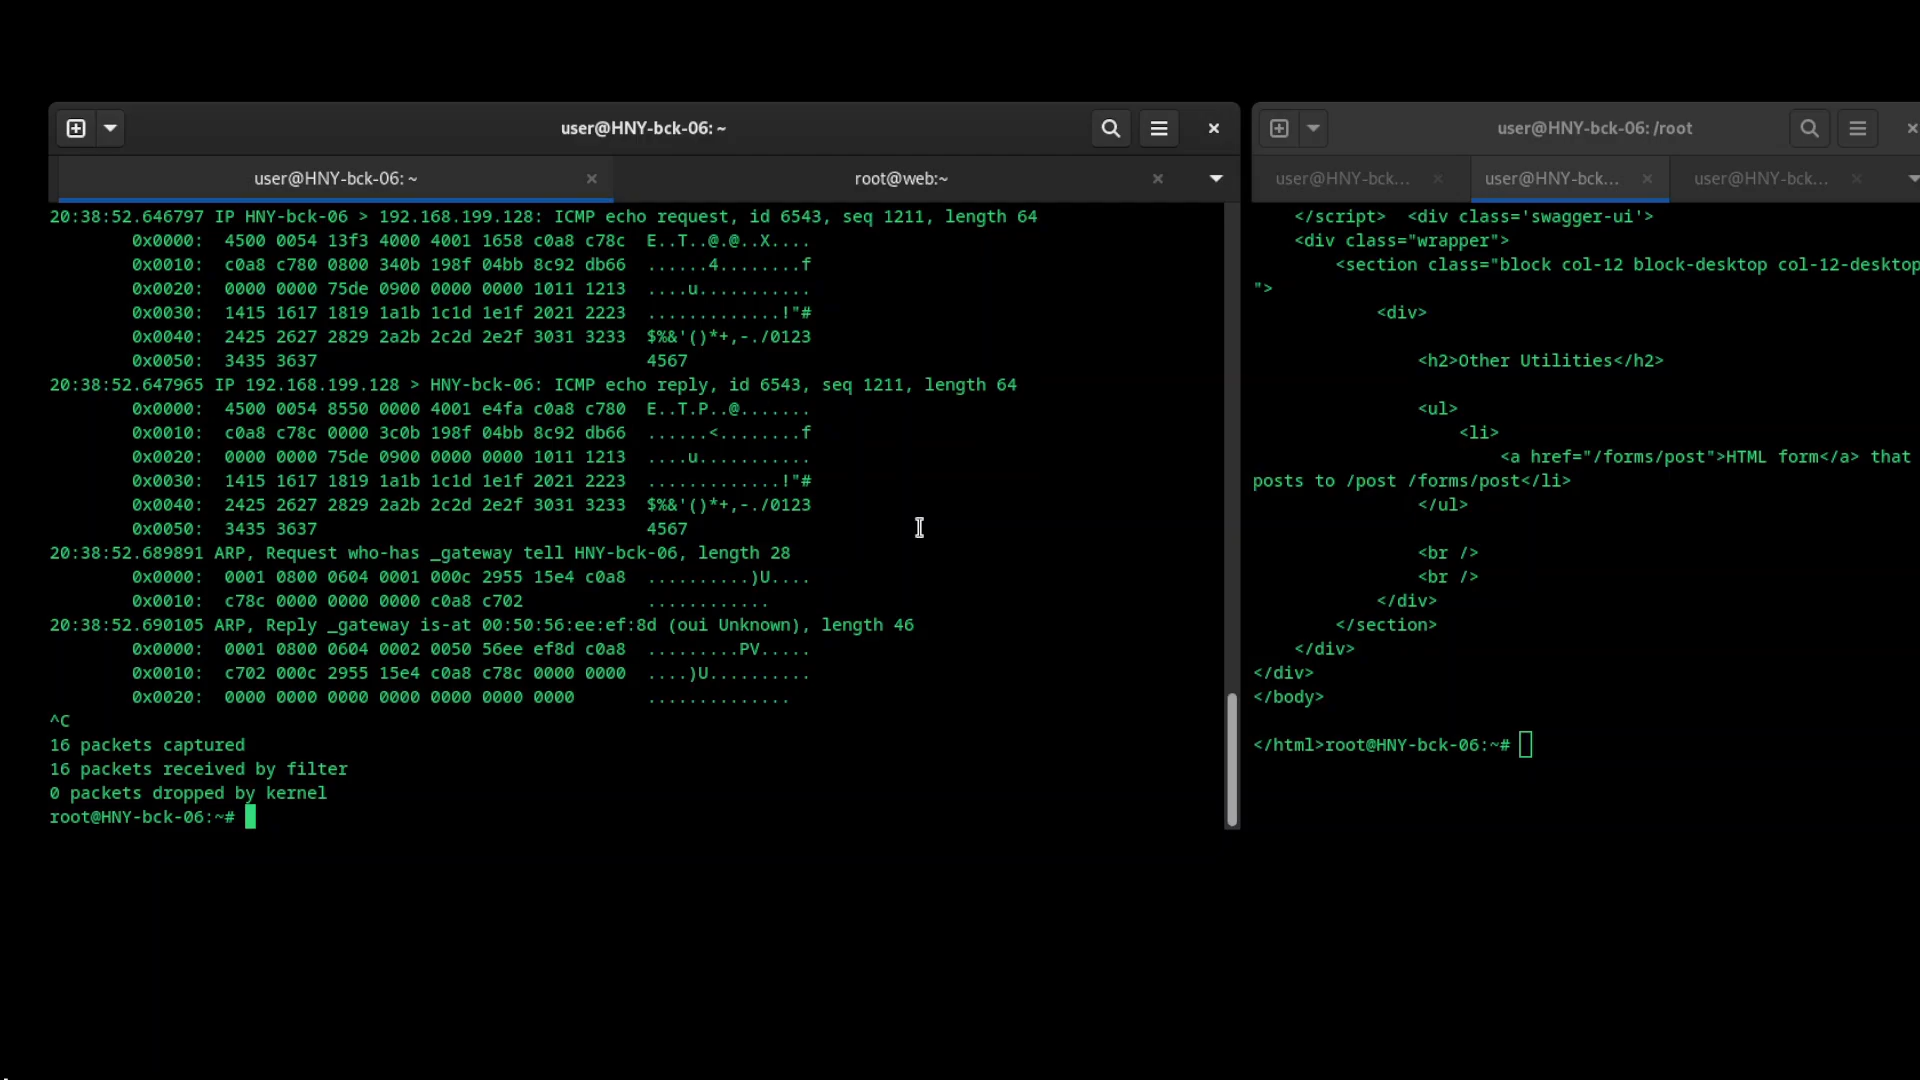 user@HNY-bck-06: ~
user@HNY-bck-06: ~
root@web:~
20:38:52.646797 IP HNY-bck-06 > 192.168.199.128: ICMP echo request, id 6543, seq 1211, length 64
0x0000:  4500 0054 13f3 4000 4001 1658 c0a8 c78c  E..T..@.@..X....
0x0010:  c0a8 c780 0800 340b 198f 04bb 8c92 db66  ......4........f
0x0020:  0000 0000 75de 0900 0000 0000 1011 1213  ....u...........
0x0030:  1415 1617 1819 1a1b 1c1d 1e1f 2021 2223  .............!"#
0x0040:  2425 2627 2829 2a2b 2c2d 2e2f 3031 3233  $%&'()*+,-./0123
0x0050:  3435 3637                                4567
20:38:52.647965 IP 192.168.199.128 > HNY-bck-06: ICMP echo reply, id 6543, seq 1211, length 64
0x0000:  4500 0054 8550 0000 4001 e4fa c0a8 c780  E..T.P..@.......
0x0010:  c0a8 c78c 0000 3c0b 198f 04bb 8c92 db66  ......<........f
0x0020:  0000 0000 75de 0900 0000 0000 1011 1213  ....u...........
0x0030:  1415 1617 1819 1a1b 1c1d 1e1f 2021 2223  .............!"#
0x0040:  2425 2627 2829 2a2b 2c2d 2e2f 3031 3233  $%&'()*+,-./0123
0x0050:  3435 3637                                4567
20:38:52.689891 ARP, Request who-has _gateway tell HNY-bck-06, length 28
0x0000:  0001 0800 0604 0001 000c 2955 15e4 c0a8  ..........)U....
0x0010:  c78c 0000 0000 0000 c0a8 c702            ............
20:38:52.690105 ARP, Reply _gateway is-at 00:50:56:ee:ef:8d (oui Unknown), length 46
0x0000:  0001 0800 0604 0002 0050 56ee ef8d c0a8  .........PV.....
0x0010:  c702 000c 2955 15e4 c0a8 c78c 0000 0000  ....)U..........
0x0020:  0000 0000 0000 0000 0000 0000 0000       ..............
^C
16 packets captured
16 packets received by filter
0 packets dropped by kernel
root@HNY-bck-06:~#
user@HNY-bck-06: /root
user@HNY-bck...
user@HNY-bck...
user@HNY-bck...
</script>  <div class='swagger-ui'>
<div class="wrapper">
<section class="block col-12 block-desktop col-12-desktop
">
<div>
<h2>Other Utilities</h2>
<ul>
<li>
<a href="/forms/post">HTML form</a> that
posts to /post /forms/post</li>
</ul>
<br />
<br />
</div>
</section>
</div>
</div>
</body>
</html>root@HNY-bck-06:~#